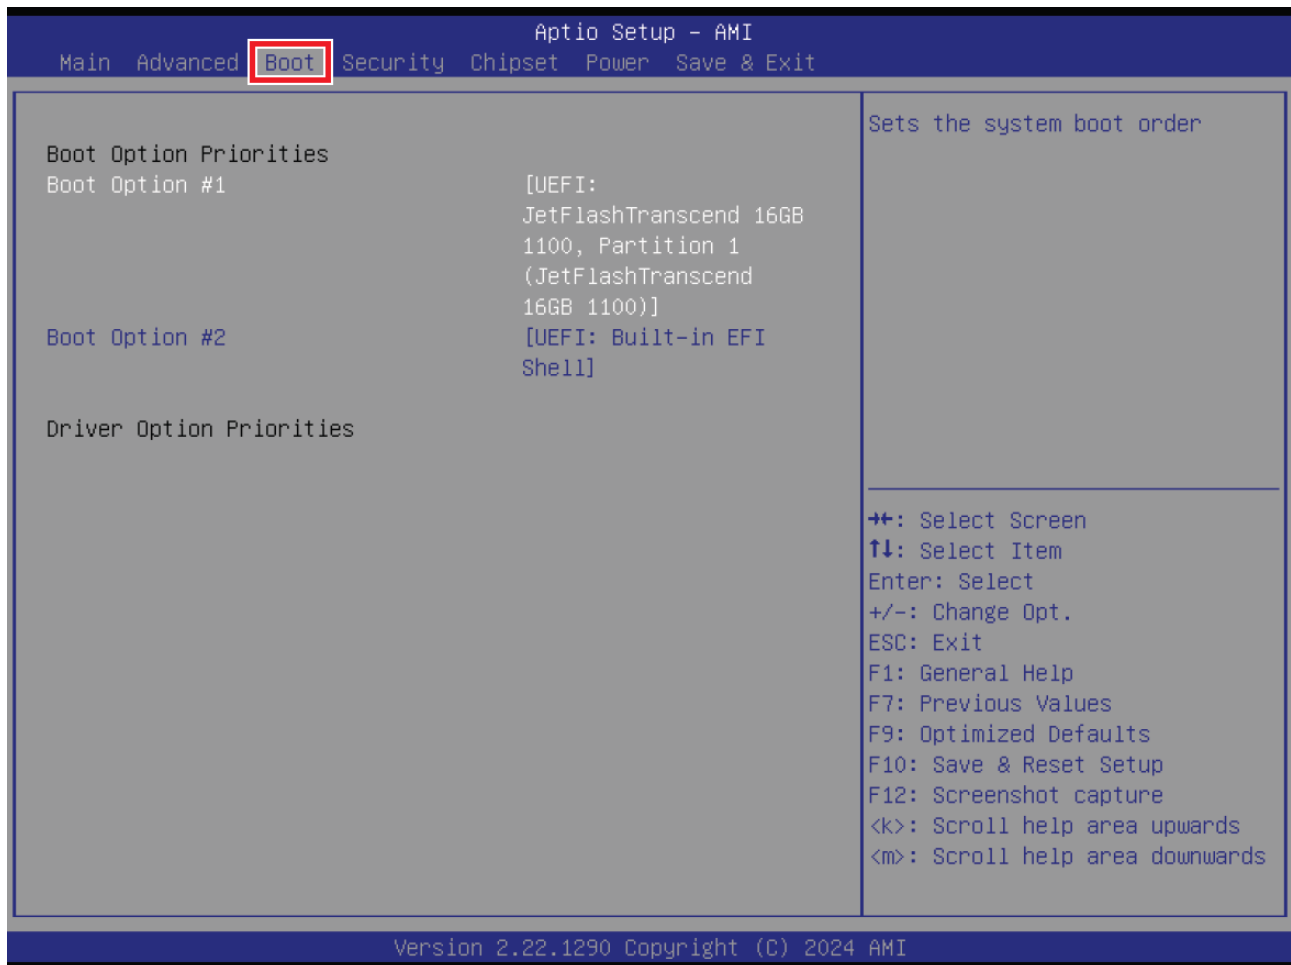 Aptio Setup – AMI
Main Advanced Boot Security Chipset Power Save & Exit
Sets the system boot order
Boot Option Priorities
Boot Option #1 [UEFI:
JetFlashTranscend 16GB
1100, Partition 1
(JetFlashTranscend
16GB 1100)]
Boot Option #2 [UEFI: Built-in EFI
Shell]
Driver Option Priorities
→←: Select Screen
↑↓: Select Item
Enter: Select
+/-: Change Opt.
ESC: Exit
F1: General Help
F7: Previous Values
F9: Optimized Defaults
F10: Save & Reset Setup
F12: Screenshot capture
<k>: Scroll help area upwards
<m>: Scroll help area downwards
Version 2.22.1290 Copyright (C) 2024 AMI